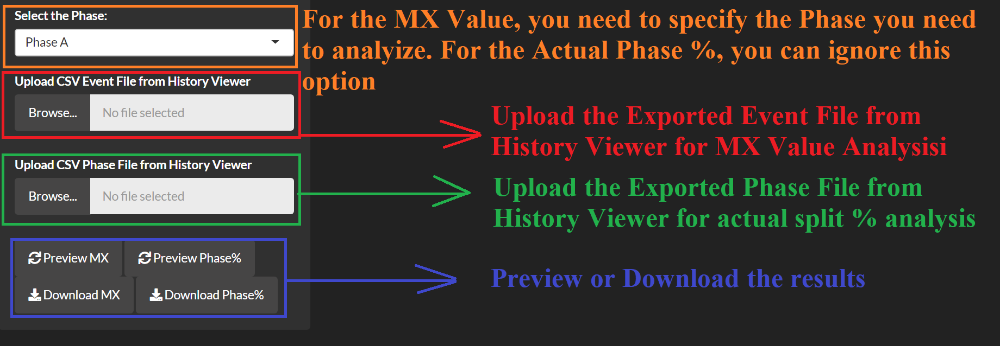 Select the Phase:
Phase A
For the MX Value, you need to specify the Phase you need
to analyize. For the Actual Phase %, you can ignore this
option
Upload CSV Event File from History Viewer
Browse...
No file selected
Upload the Exported Event File from
History Viewer for MX Value Analysisi
Upload CSV Phase File from History Viewer
Browse...
No file selected
Upload the Exported Phase File from
History Viewer for actual split % analysis
Preview MX
Preview Phase%
Download MX
Download Phase%
Preview or Download the results